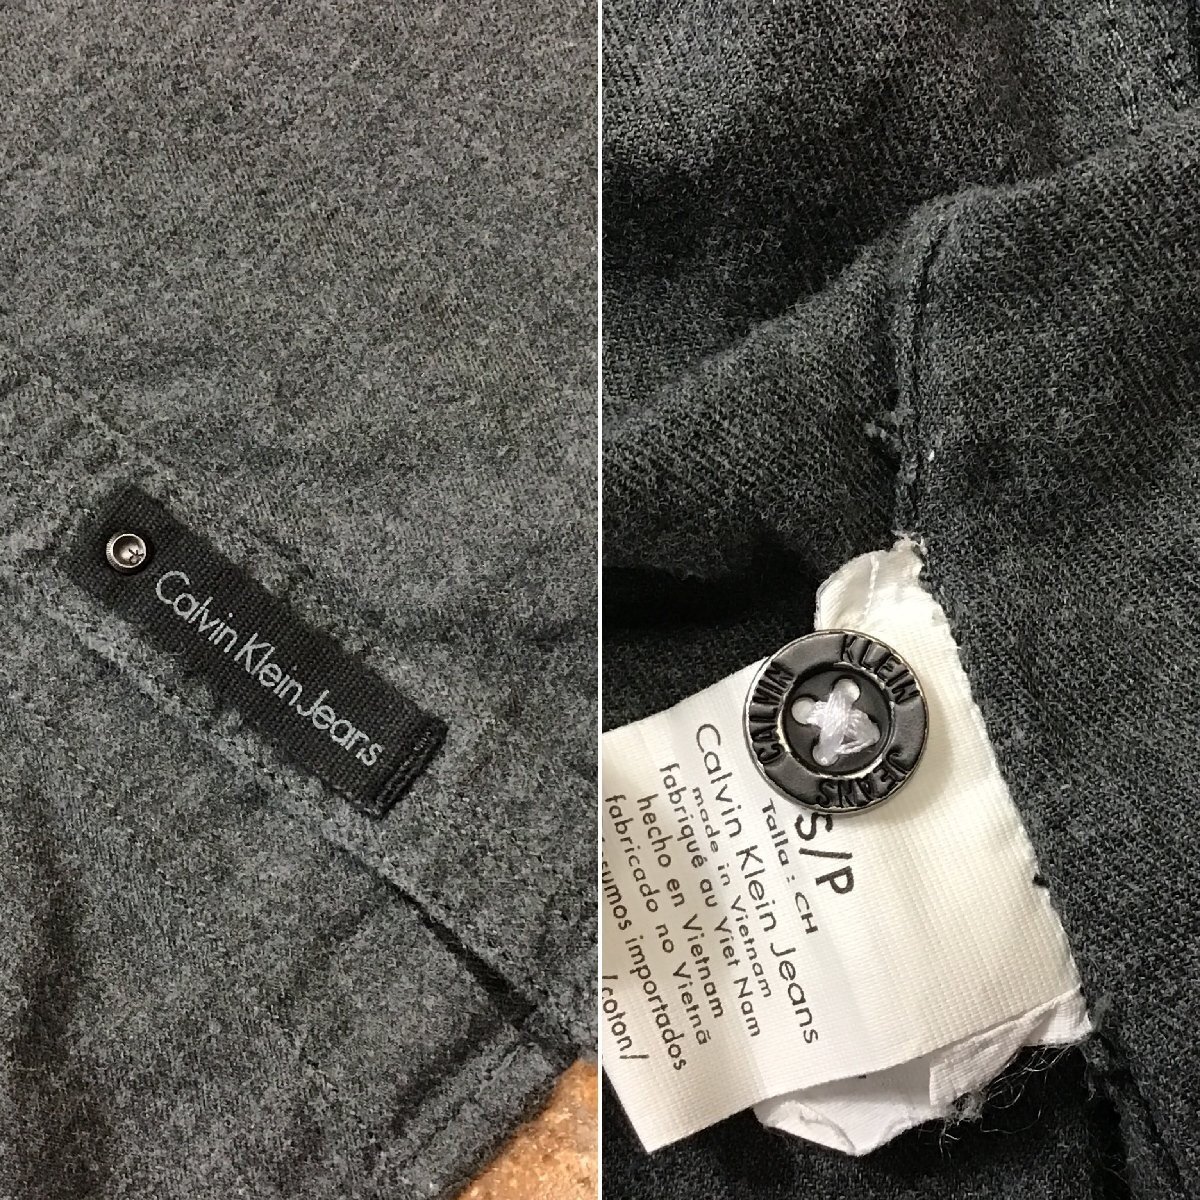 Calvin Klein Jeans
CALVIN KLEIN JEANS
S/P
Talla : CH
Calvin Klein Jeans
made in Vietnam
fabriqué au Viet Nam
hecho en Vietnam
fabricado no Vietnã
importados
/coton/